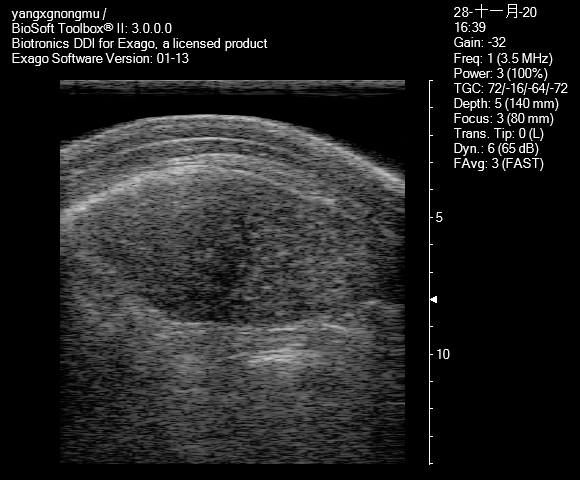 yangxgnongmu /
BioSoft Toolbox® II: 3.0.0.0
Biotronics DDI for Exago, a licensed product
Exago Software Version: 01-13
28-十一月-20
16:39
Gain: -32
Freq: 1 (3.5 MHz)
Power: 3 (100%)
TGC: 72/-16/-64/-72
Depth: 5 (140 mm)
Focus: 3 (80 mm)
Trans. Tip: 0 (L)
Dyn.: 6 (65 dB)
FAvg: 3 (FAST)
5
10